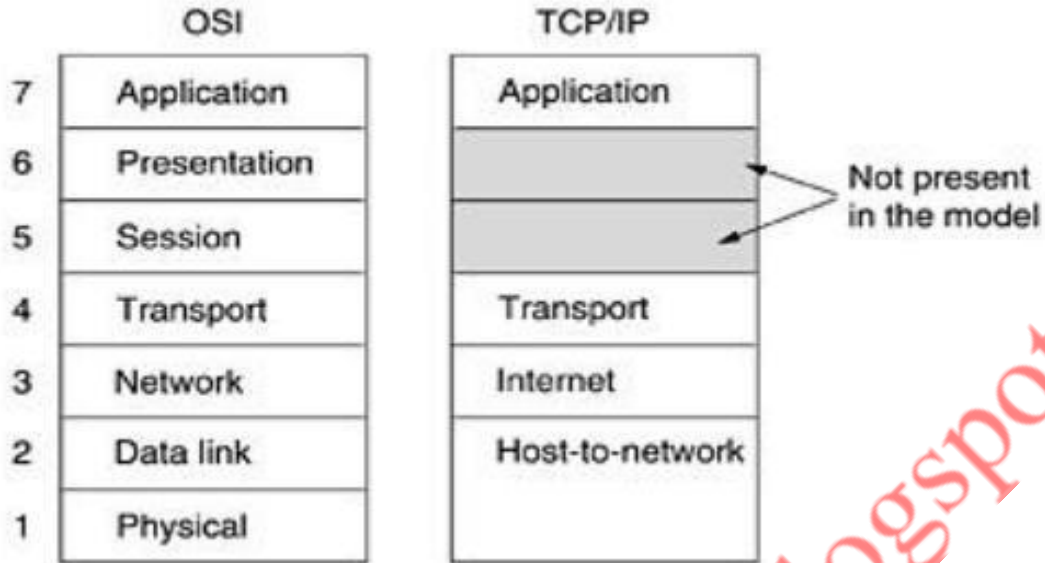 OSI TCP/IP
7 Application Application
6 Presentation
Not present
in the model
5 Session
4 Transport Transport
3 Network Internet
2 Data link Host-to-network
1 Physical